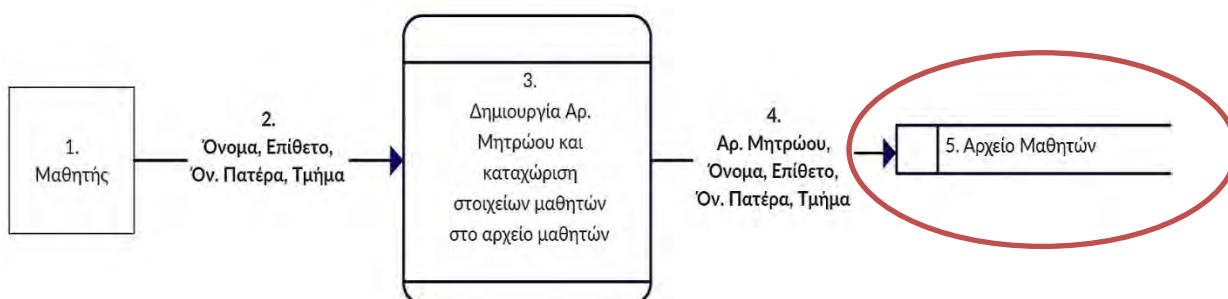 1.
Μαθητής
2.
Όνομα, Επίθετο,
Όν. Πατέρα, Τμήμα
3.
Δημιουργία Αρ.
Μητρώου και
καταχώριση
στοιχείων μαθητών
στο αρχείο μαθητών
4.
Αρ. Μητρώου,
Όνομα, Επίθετο,
Όν. Πατέρα, Τμήμα
5. Αρχείο Μαθητών